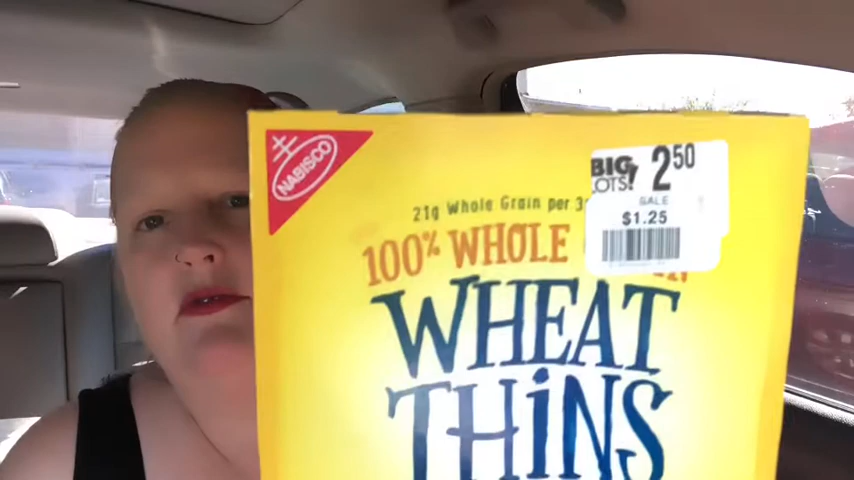 NABISCO
BIG LOTS! 2.50
SALE
$1.25
21g Whole Grain per
100% WHOLE
WHEAT
THINS